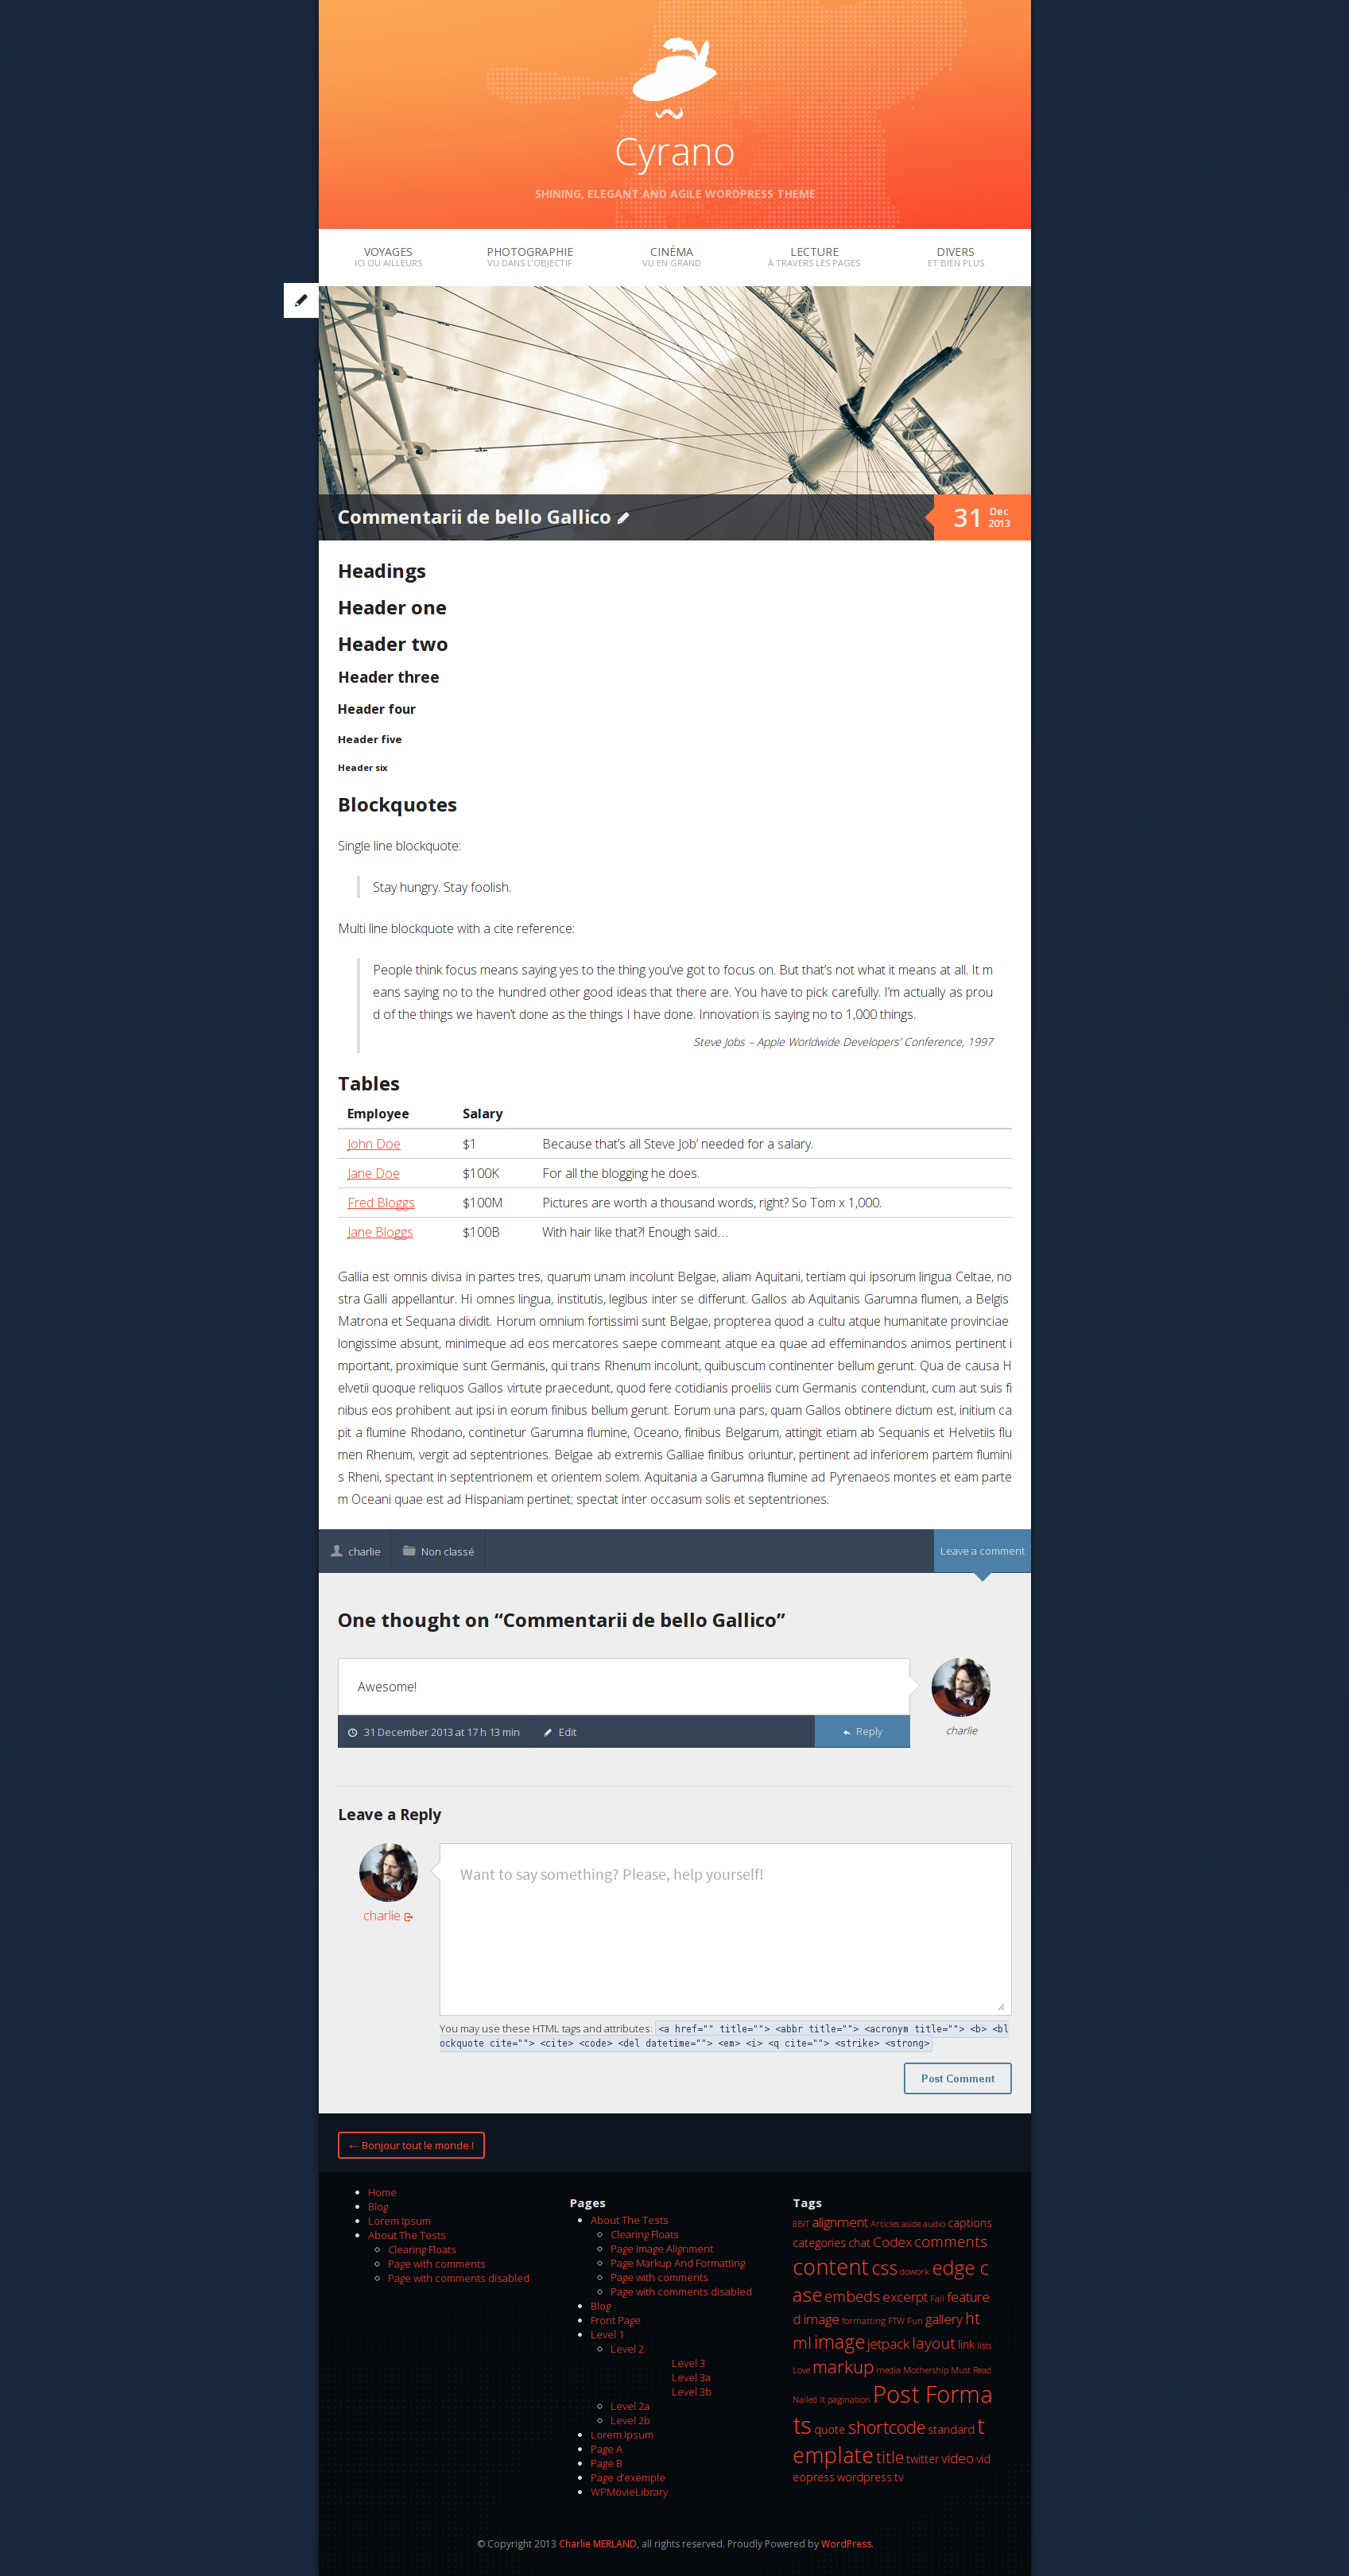 Cyrano
SHINING, ELEGANT AND AGILE WORDPRESS THEME
VOYAGES
ICI OU AILLEURS
PHOTOGRAPHIE
VU DANS L'OBJECTIF
CINÉMA
VU EN GRAND
LECTURE
À TRAVERS LES PAGES
DIVERS
ET BIEN PLUS
Commentarii de bello Gallico
31 Dec 2013
Headings
Header one
Header two
Header three
Header four
Header five
Header six
Blockquotes
Single line blockquote:
Stay hungry. Stay foolish.
Multi line blockquote with a cite reference:
People think focus means saying yes to the thing you've got to focus on. But that's not what it means at all. It m
eans saying no to the hundred other good ideas that there are. You have to pick carefully. I'm actually as prou
d of the things we haven't done as the things I have done. Innovation is saying no to 1,000 things.
Steve Jobs – Apple Worldwide Developers' Conference, 1997
Tables
Employee Salary
John Doe $1 Because that's all Steve Job' needed for a salary.
Jane Doe $100K For all the blogging he does.
Fred Bloggs $100M Pictures are worth a thousand words, right? So Tom x 1,000.
Jane Bloggs $100B With hair like that?! Enough said…
Gallia est omnis divisa in partes tres, quarum unam incolunt Belgae, aliam Aquitani, tertiam qui ipsorum lingua Celtae, no
stra Galli appellantur. Hi omnes lingua, institutis, legibus inter se differunt. Gallos ab Aquitanis Garumna flumen, a Belgis
Matrona et Sequana dividit. Horum omnium fortissimi sunt Belgae, propterea quod a cultu atque humanitate provinciae
longissime absunt, minimeque ad eos mercatores saepe commeant atque ea quae ad effeminandos animos pertinent i
mportant, proximique sunt Germanis, qui trans Rhenum incolunt, quibuscum continenter bellum gerunt. Qua de causa H
elvetii quoque reliquos Gallos virtute praecedunt, quod fere cotidianis proeliis cum Germanis contendunt, cum aut suis fi
nibus eos prohibent aut ipsi in eorum finibus bellum gerunt. Eorum una pars, quam Gallos obtinere dictum est, initium ca
pit a flumine Rhodano, continetur Garumna flumine, Oceano, finibus Belgarum, attingit etiam ab Sequanis et Helvetiis flu
men Rhenum, vergit ad septentriones. Belgae ab extremis Galliae finibus oriuntur, pertinent ad inferiorem partem flumini
s Rheni, spectant in septentrionem et orientem solem. Aquitania a Garumna flumine ad Pyrenaeos montes et eam parte
m Oceani quae est ad Hispaniam pertinet; spectat inter occasum solis et septentriones.
charlie Non classé Leave a comment
One thought on “Commentarii de bello Gallico”
Awesome!
31 December 2013 at 17 h 13 min Edit Reply
charlie
Leave a Reply
Want to say something? Please, help yourself!
charlie
You may use these HTML tags and attributes: <a href="" title=""> <abbr title=""> <acronym title=""> <b> <bl
ockquote cite=""> <cite> <code> <del datetime=""> <em> <i> <q cite=""> <strike> <strong>
Post Comment
← Bonjour tout le monde !
Home
Blog
Lorem Ipsum
About The Tests
Clearing Floats
Page with comments
Page with comments disabled
Pages
About The Tests
Clearing Floats
Page Image Alignment
Page Markup And Formatting
Page with comments
Page with comments disabled
Blog
Front Page
Level 1
Level 2
Level 3
Level 3a
Level 3b
Level 2a
Level 2b
Lorem Ipsum
Page A
Page B
Page d'exemple
WPMovieLibrary
Tags
8BIT alignment Articles aside audio captions
categories chat Codex comments
content css dowork edge c
ase embeds excerpt Fail feature
d image formatting FTW Fun gallery ht
ml image jetpack layout link lists
Love markup media Mothership Must Read
Nailed It pagination Post Forma
ts quote shortcode standard t
emplate title twitter video vid
eopress wordpress.tv
© Copyright 2013 Charlie MERLAND, all rights reserved. Proudly Powered by WordPress.